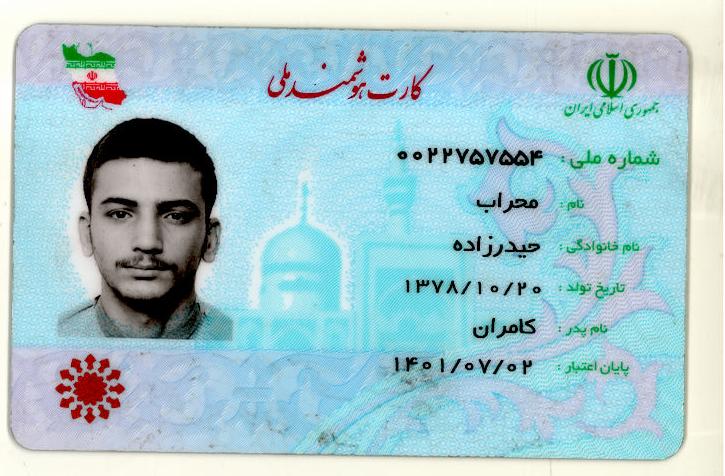 کارت هوشمند ملی
جمهوری اسلامی ایران
شماره ملی : ۰۰۲۲۷۵۷۵۵۴
نام : محراب
نام خانوادگی : حیدرزاده
تاریخ تولد : ۱۳۷۸/۱۰/۲۰
نام پدر : کامران
پایان اعتبار : ۱۴۰۱/۰۷/۰۲